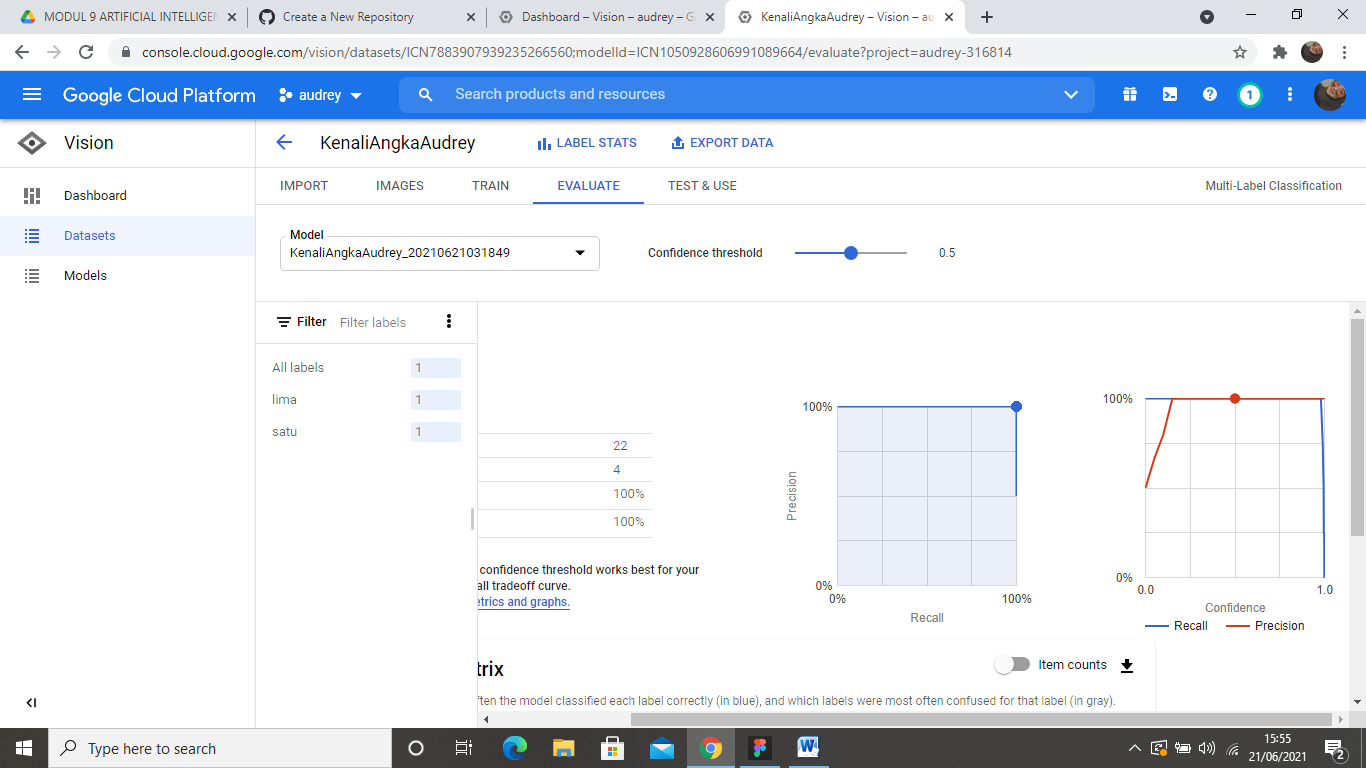 MODUL 9 ARTIFICIAL INTELLIGEN
Create a New Repository
Dashboard – Vision – audrey – G
KenaliAngkaAudrey – Vision – au
console.cloud.google.com/vision/datasets/ICN7883907939235266560;modelId=ICN1050928606991089664/evaluate?project=audrey-316814
Google Cloud Platform
audrey
Search products and resources
1
Vision
KenaliAngkaAudrey
LABEL STATS
EXPORT DATA
Dashboard
Datasets
Models
IMPORT
IMAGES
TRAIN
EVALUATE
TEST & USE
Multi-Label Classification
Model
KenaliAngkaAudrey_20210621031849
Confidence threshold
0.5
Filter
Filter labels
All labels 1
lima 1
satu 1
22
4
100%
100%
confidence threshold works best for your
all tradeoff curve.
etrics and graphs.
100%
Precision
0%
0%
100%
Recall
100%
0%
0.0
1.0
Confidence
Recall
Precision
trix
Item counts
ften the model classified each label correctly (in blue), and which labels were most often confused for that label (in gray).
Type here to search
15:55
21/06/2021
2